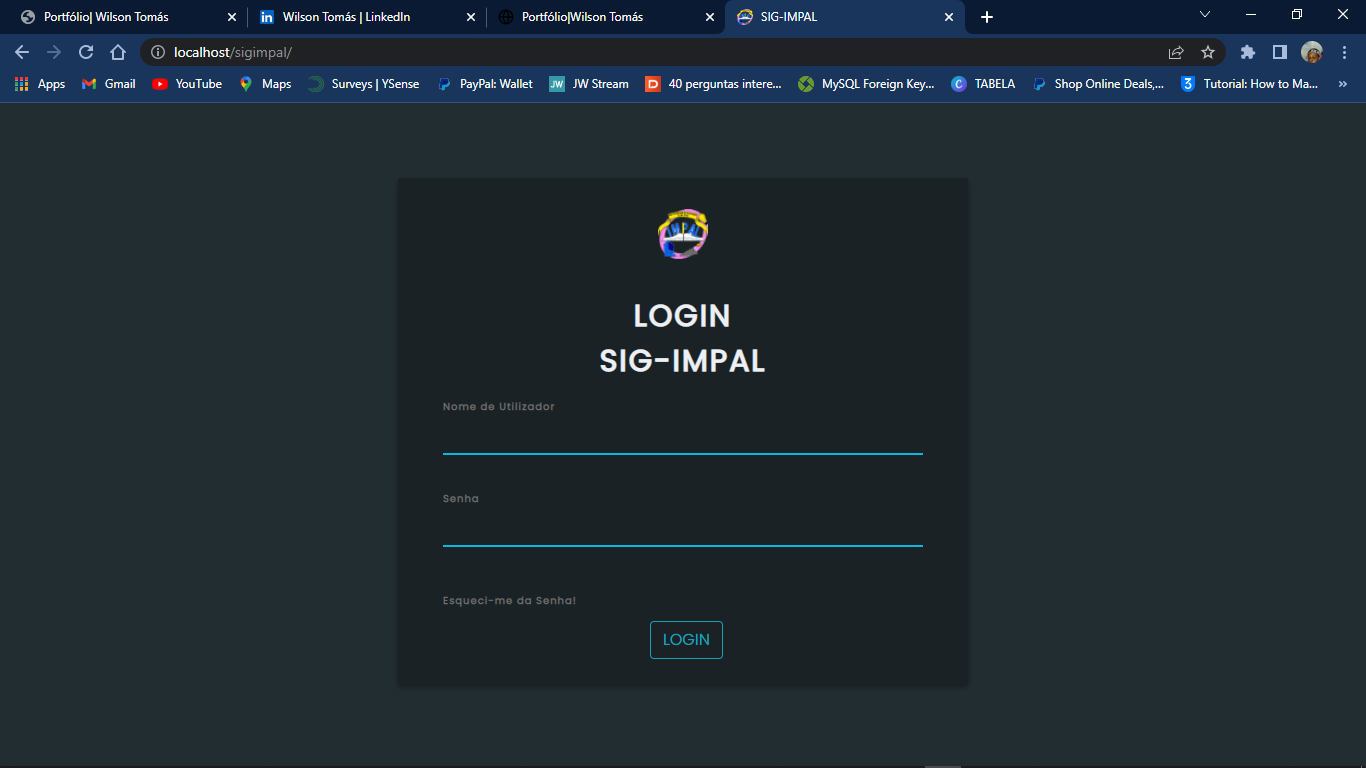 Portfólio| Wilson Tomás
Wilson Tomás | LinkedIn
Portfólio|Wilson Tomás
SIG-IMPAL
localhost/sigimpal/
Apps
Gmail
YouTube
Maps
Surveys | YSense
PayPal: Wallet
JW Stream
40 perguntas intere...
MySQL Foreign Key...
TABELA
Shop Online Deals,...
Tutorial: How to Ma...
IMPAL
LOGIN
SIG-IMPAL
Nome de Utilizador
Senha
Esqueci-me da Senha!
LOGIN